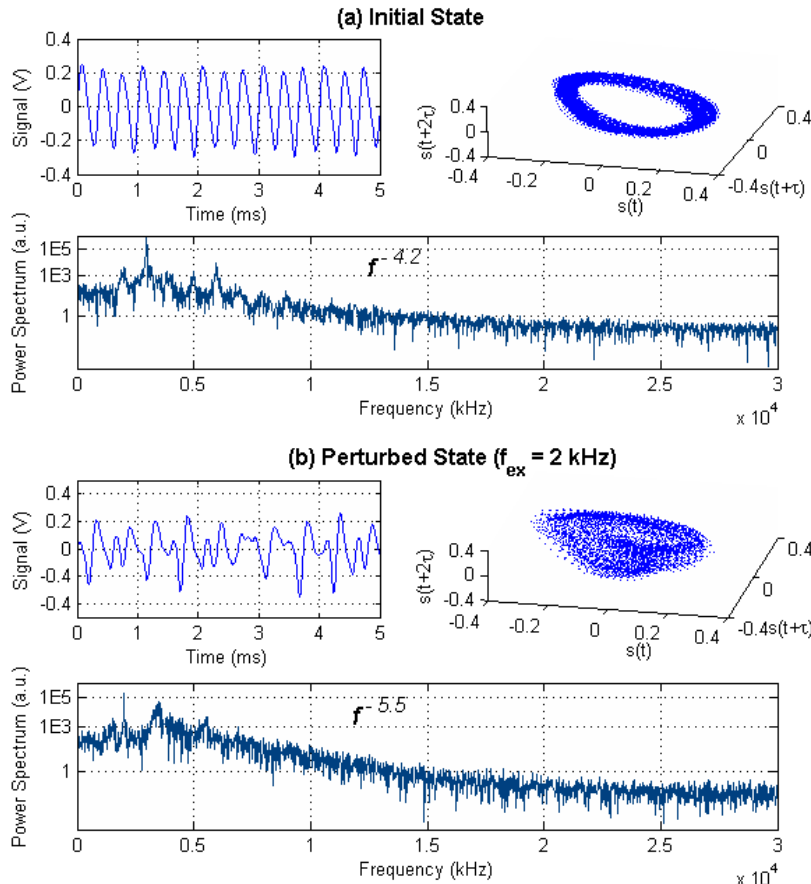 (a) Initial State
0.4
0.2
0
-0.2
-0.4
Signal (V)
0 1 2 3 4 5
Time (ms)
0.4
0
-0.4
s(t+2τ)
-0.4 -0.2 0 0.2 0.4
s(t)
-0.4
0
0.4
s(t+τ)
f - 4.2
1E5
1E3
1
Power Spectrum (a.u.)
0 0.5 1 1.5 2 2.5 3
Frequency (kHz)
x 10^4
(b) Perturbed State (f_ex = 2 kHz)
0.4
0.2
0
-0.2
-0.4
Signal (V)
0 1 2 3 4 5
Time (ms)
0.4
0
-0.4
s(t+2τ)
-0.4 -0.2 0 0.2 0.4
s(t)
-0.4
0
0.4
s(t+τ)
f - 5.5
1E5
1E3
1
Power Spectrum (a.u.)
0 0.5 1 1.5 2 2.5 3
Frequency (kHz)
x 10^4